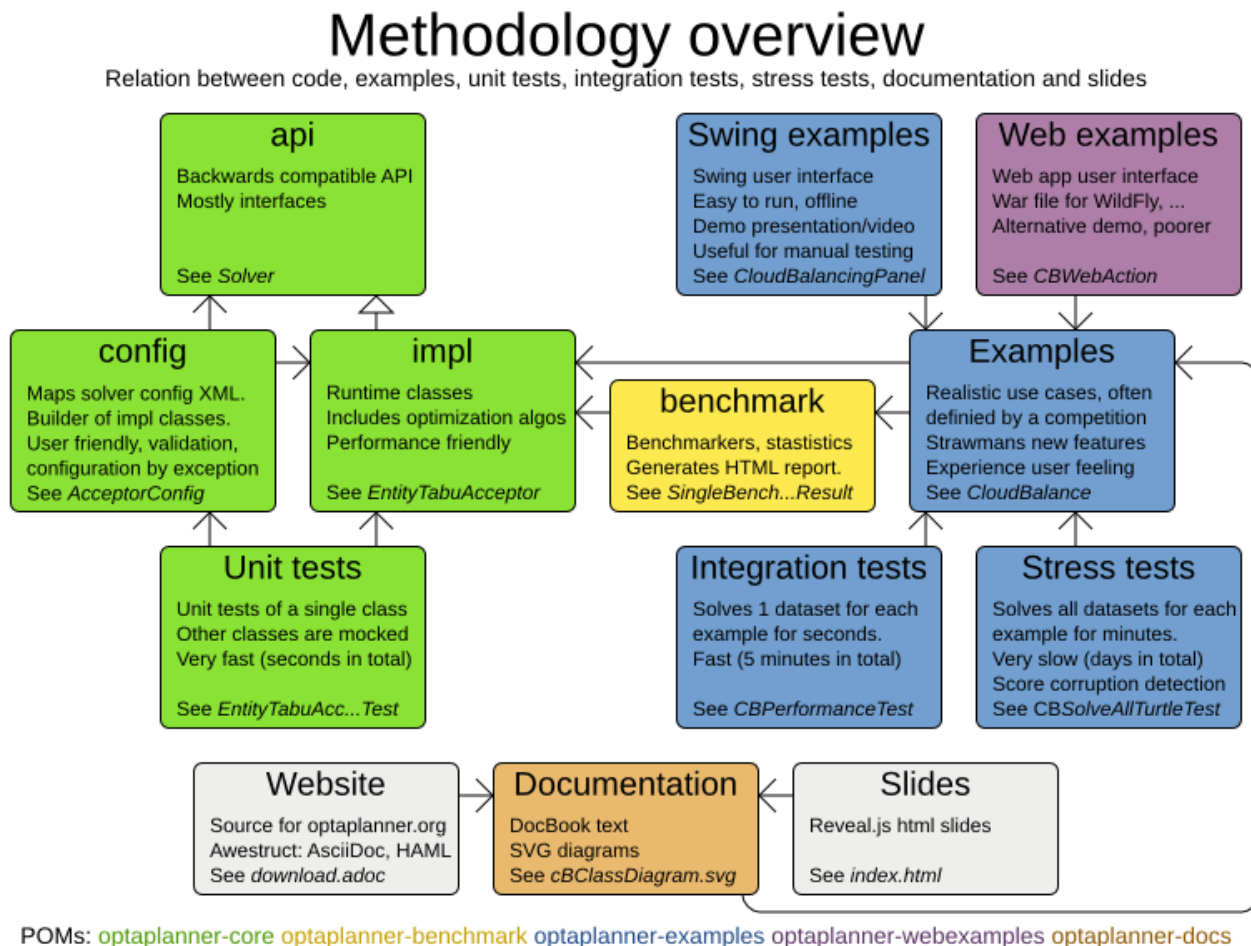 Methodology overview
Relation between code, examples, unit tests, integration tests, stress tests, documentation and slides
api
Backwards compatible API
Mostly interfaces
See Solver
Swing examples
Swing user interface
Easy to run, offline
Demo presentation/video
Useful for manual testing
See CloudBalancingPanel
Web examples
Web app user interface
War file for WildFly, ...
Alternative demo, poorer
See CBWebAction
config
Maps solver config XML.
Builder of impl classes.
User friendly, validation,
configuration by exception
See AcceptorConfig
impl
Runtime classes
Includes optimization algos
Performance friendly
See EntityTabuAcceptor
benchmark
Benchmarkers, stastistics
Generates HTML report.
See SingleBench...Result
Examples
Realistic use cases, often
definied by a competition
Strawmans new features
Experience user feeling
See CloudBalance
Unit tests
Unit tests of a single class
Other classes are mocked
Very fast (seconds in total)
See EntityTabuAcc...Test
Integration tests
Solves 1 dataset for each
example for seconds.
Fast (5 minutes in total)
See CBPerformanceTest
Stress tests
Solves all datasets for each
example for minutes.
Very slow (days in total)
Score corruption detection
See CBSolveAllTurtleTest
Website
Source for optaplanner.org
Awestruct: AsciiDoc, HAML
See download.adoc
Documentation
DocBook text
SVG diagrams
See cBClassDiagram.svg
Slides
Reveal.js html slides
See index.html
POMs: optaplanner-core optaplanner-benchmark optaplanner-examples optaplanner-webexamples optaplanner-docs